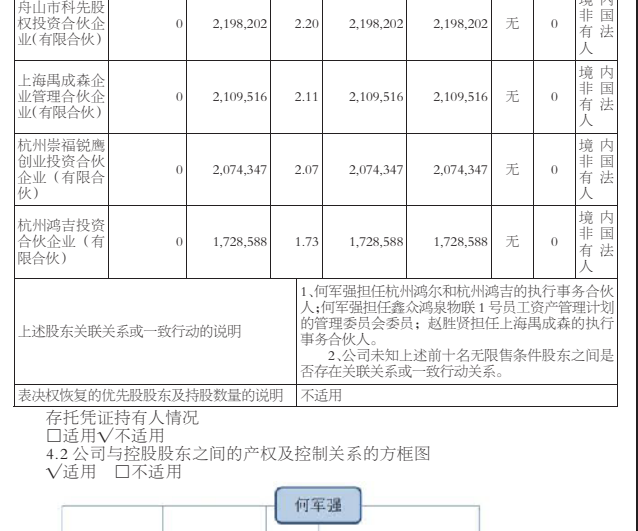 舟山市科先股
权投资合伙企
业(有限合伙)
0
2,198,202
2.20
2,198,202
2,198,202
无
0
境内
非国
有法
人
上海禺成森企
业管理合伙企
业(有限合伙)
0
2,109,516
2.11
2,109,516
2,109,516
无
0
境内
非国
有法
人
杭州崇福锐鹰
创业投资合伙
企业（有限合
伙）
0
2,074,347
2.07
2,074,347
2,074,347
无
0
境内
非国
有法
人
杭州鸿吉投资
合伙企业（有
限合伙）
0
1,728,588
1.73
1,728,588
1,728,588
无
0
境内
非国
有法
人
上述股东关联关系或一致行动的说明
1、何军强担任杭州鸿尔和杭州鸿吉的执行事务合伙
人；何军强担任鑫众鸿泉物联1号员工资产管理计划
的管理委员会委员；赵胜贤担任上海禺成森的执行
事务合伙人。
2、公司未知上述前十名无限售条件股东之间是
否存在关联关系或一致行动关系。
表决权恢复的优先股股东及持股数量的说明
不适用
存托凭证持有人情况
□适用√不适用
4.2 公司与控股股东之间的产权及控制关系的方框图
√适用 □不适用
何军强